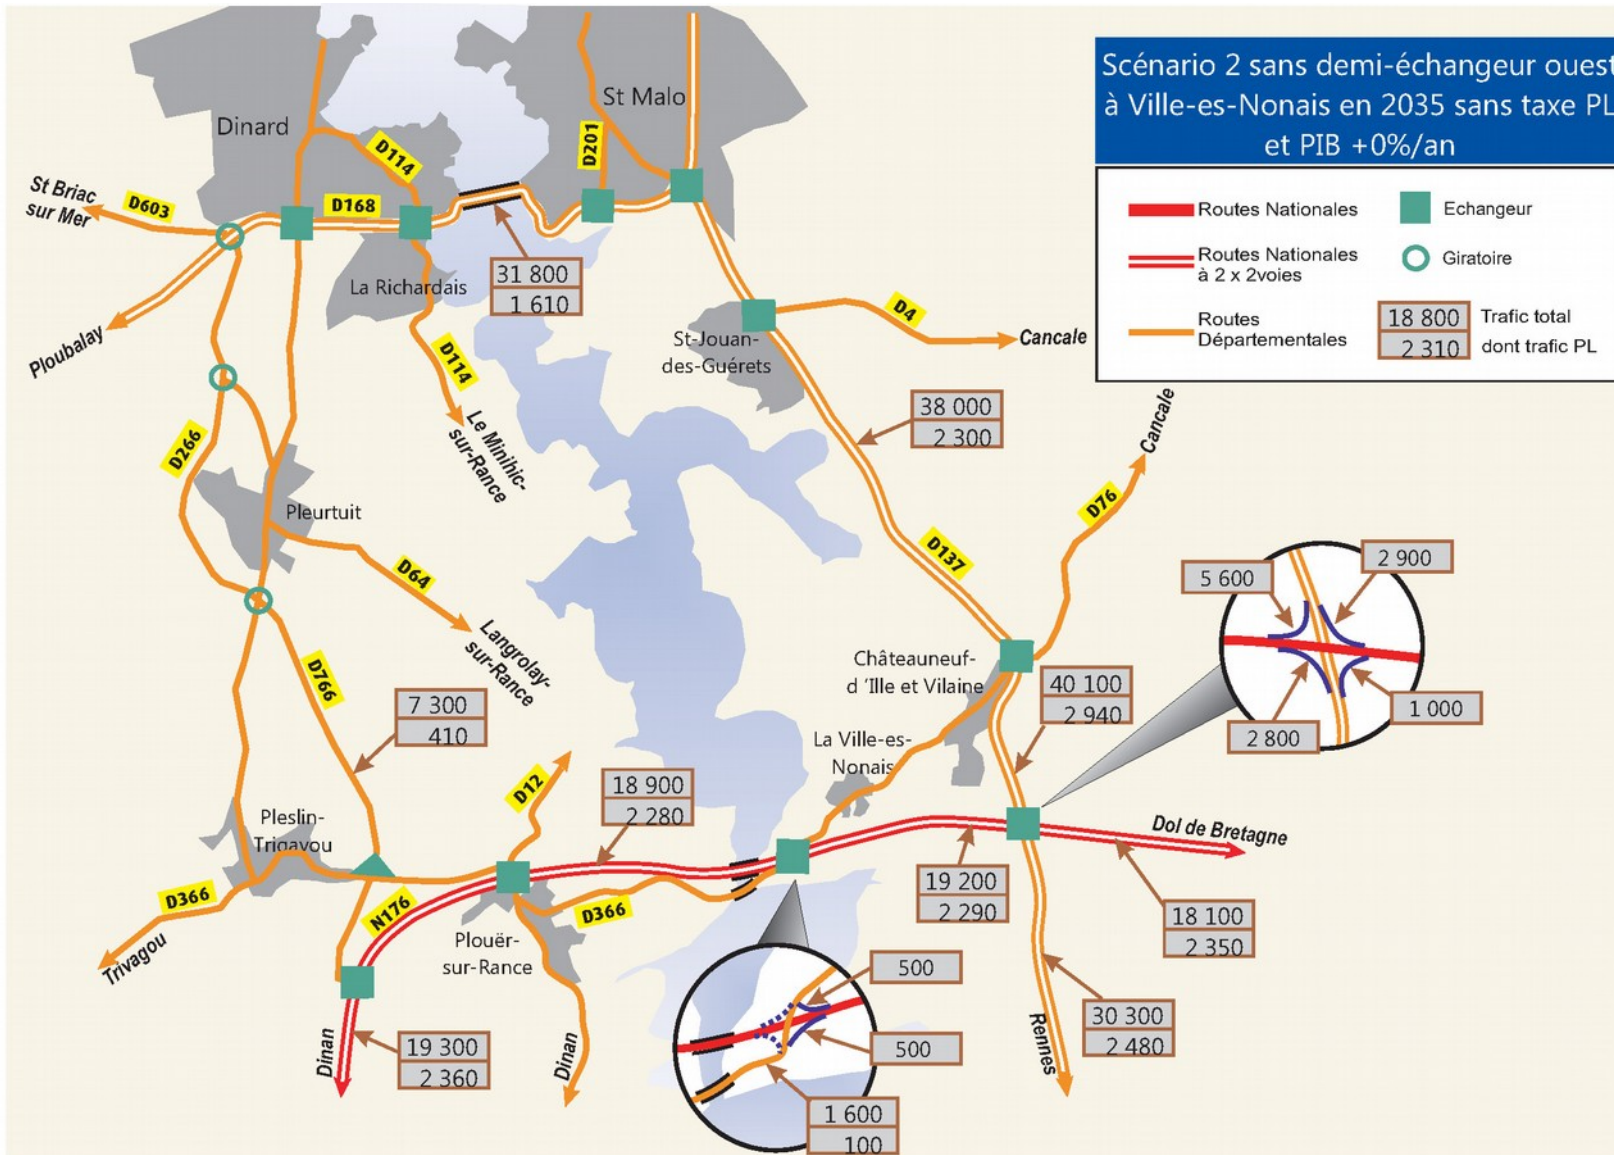 Scénario 2 sans demi-échangeur ouest
à Ville-es-Nonais en 2035 sans taxe PL
et PIB +0%/an
Routes Nationales
Echangeur
Routes Nationales
à 2 x 2voies
Giratoire
Routes
Départementales
18 800
2 310
Trafic total
dont trafic PL
Dinard
St Malo
D114
D201
St Briac
sur Mer
D603
D168
La Richardais
31 800
1 610
Ploubalay
St-Jouan-
des-Guérets
D4
Cancale
D114
Le Minihic-
sur-Rance
38 000
2 300
Cancale
D266
D76
Pleurtuit
D137
D64
Langrolay-
sur-Rance
5 600
2 900
2 800
1 000
D766
Châteauneuf-
d 'Ille et Vilaine
40 100
2 940
7 300
410
La Ville-es-
Nonais
D12
18 900
2 280
Pleslin-
Trigavou
Dol de Bretagne
D366
N176
D366
19 200
2 290
18 100
2 350
Trivagou
Plouër-
sur-Rance
500
500
1 600
100
30 300
2 480
Rennes
Dinan
19 300
2 360
Dinan